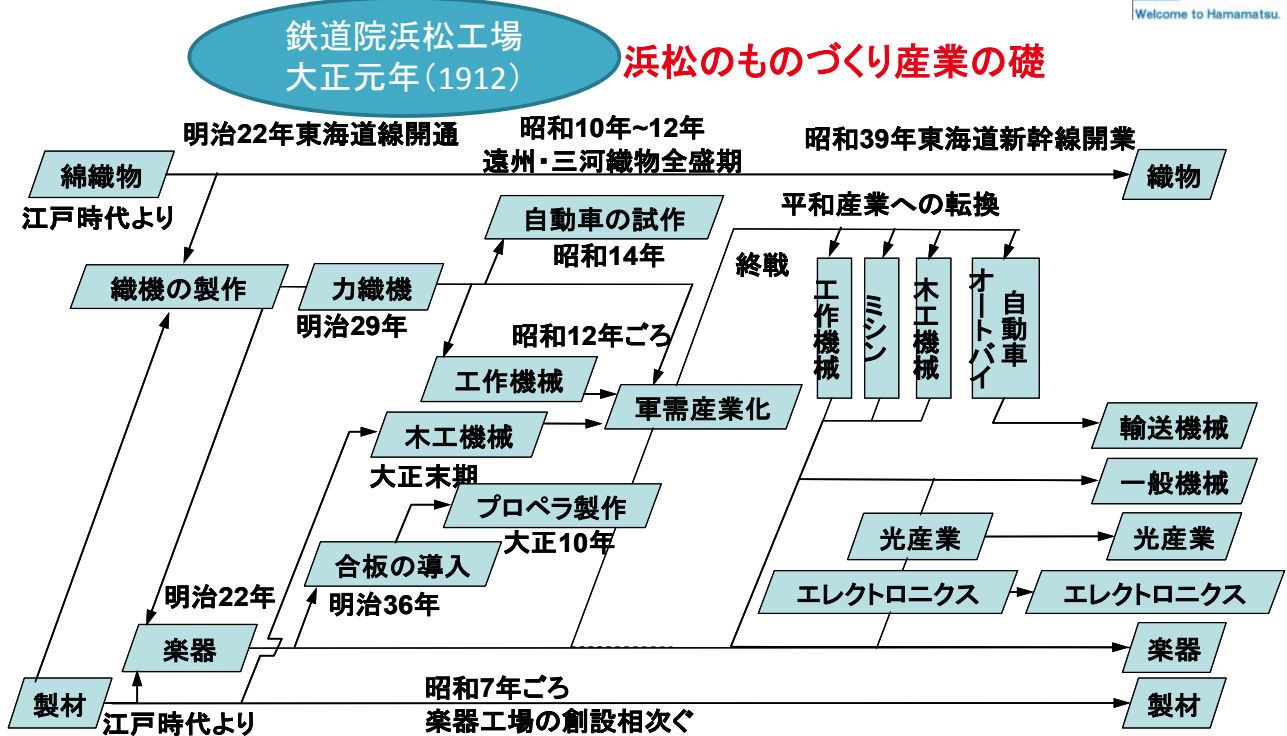 Welcome to Hamamatsu.
鉄道院浜松工場
大正元年(1912)
浜松のものづくり産業の礎
明治22年東海道線開通
昭和10年~12年
遠州・三河織物全盛期
昭和39年東海道新幹線開業
綿織物
織物
江戸時代より
自動車の試作
昭和14年
平和産業への転換
終戦
織機の製作
力織機
明治29年
工作機械
ミシン
木工機械
自動車
オートバイ
昭和12年ごろ
工作機械
軍需産業化
木工機械
大正末期
輸送機械
一般機械
プロペラ製作
大正10年
光産業
光産業
合板の導入
明治36年
エレクトロニクス
エレクトロニクス
明治22年
楽器
楽器
製材
江戸時代より
昭和7年ごろ
楽器工場の創設相次ぐ
製材